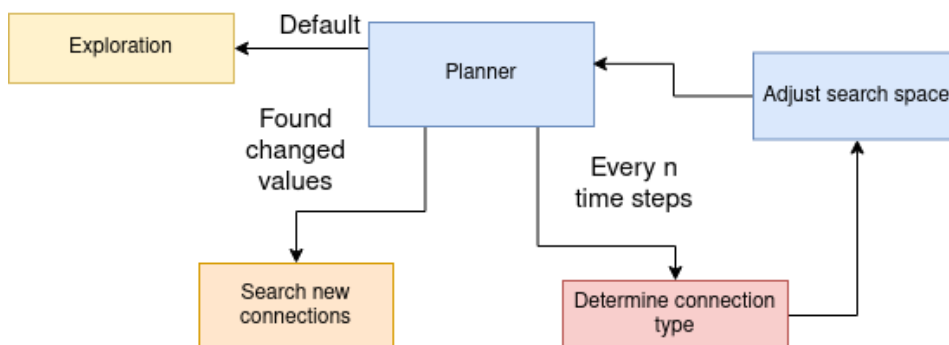 Exploration
Default
Planner
Adjust search space
Found
changed
values
Every n
time steps
Search new
connections
Determine connection
type